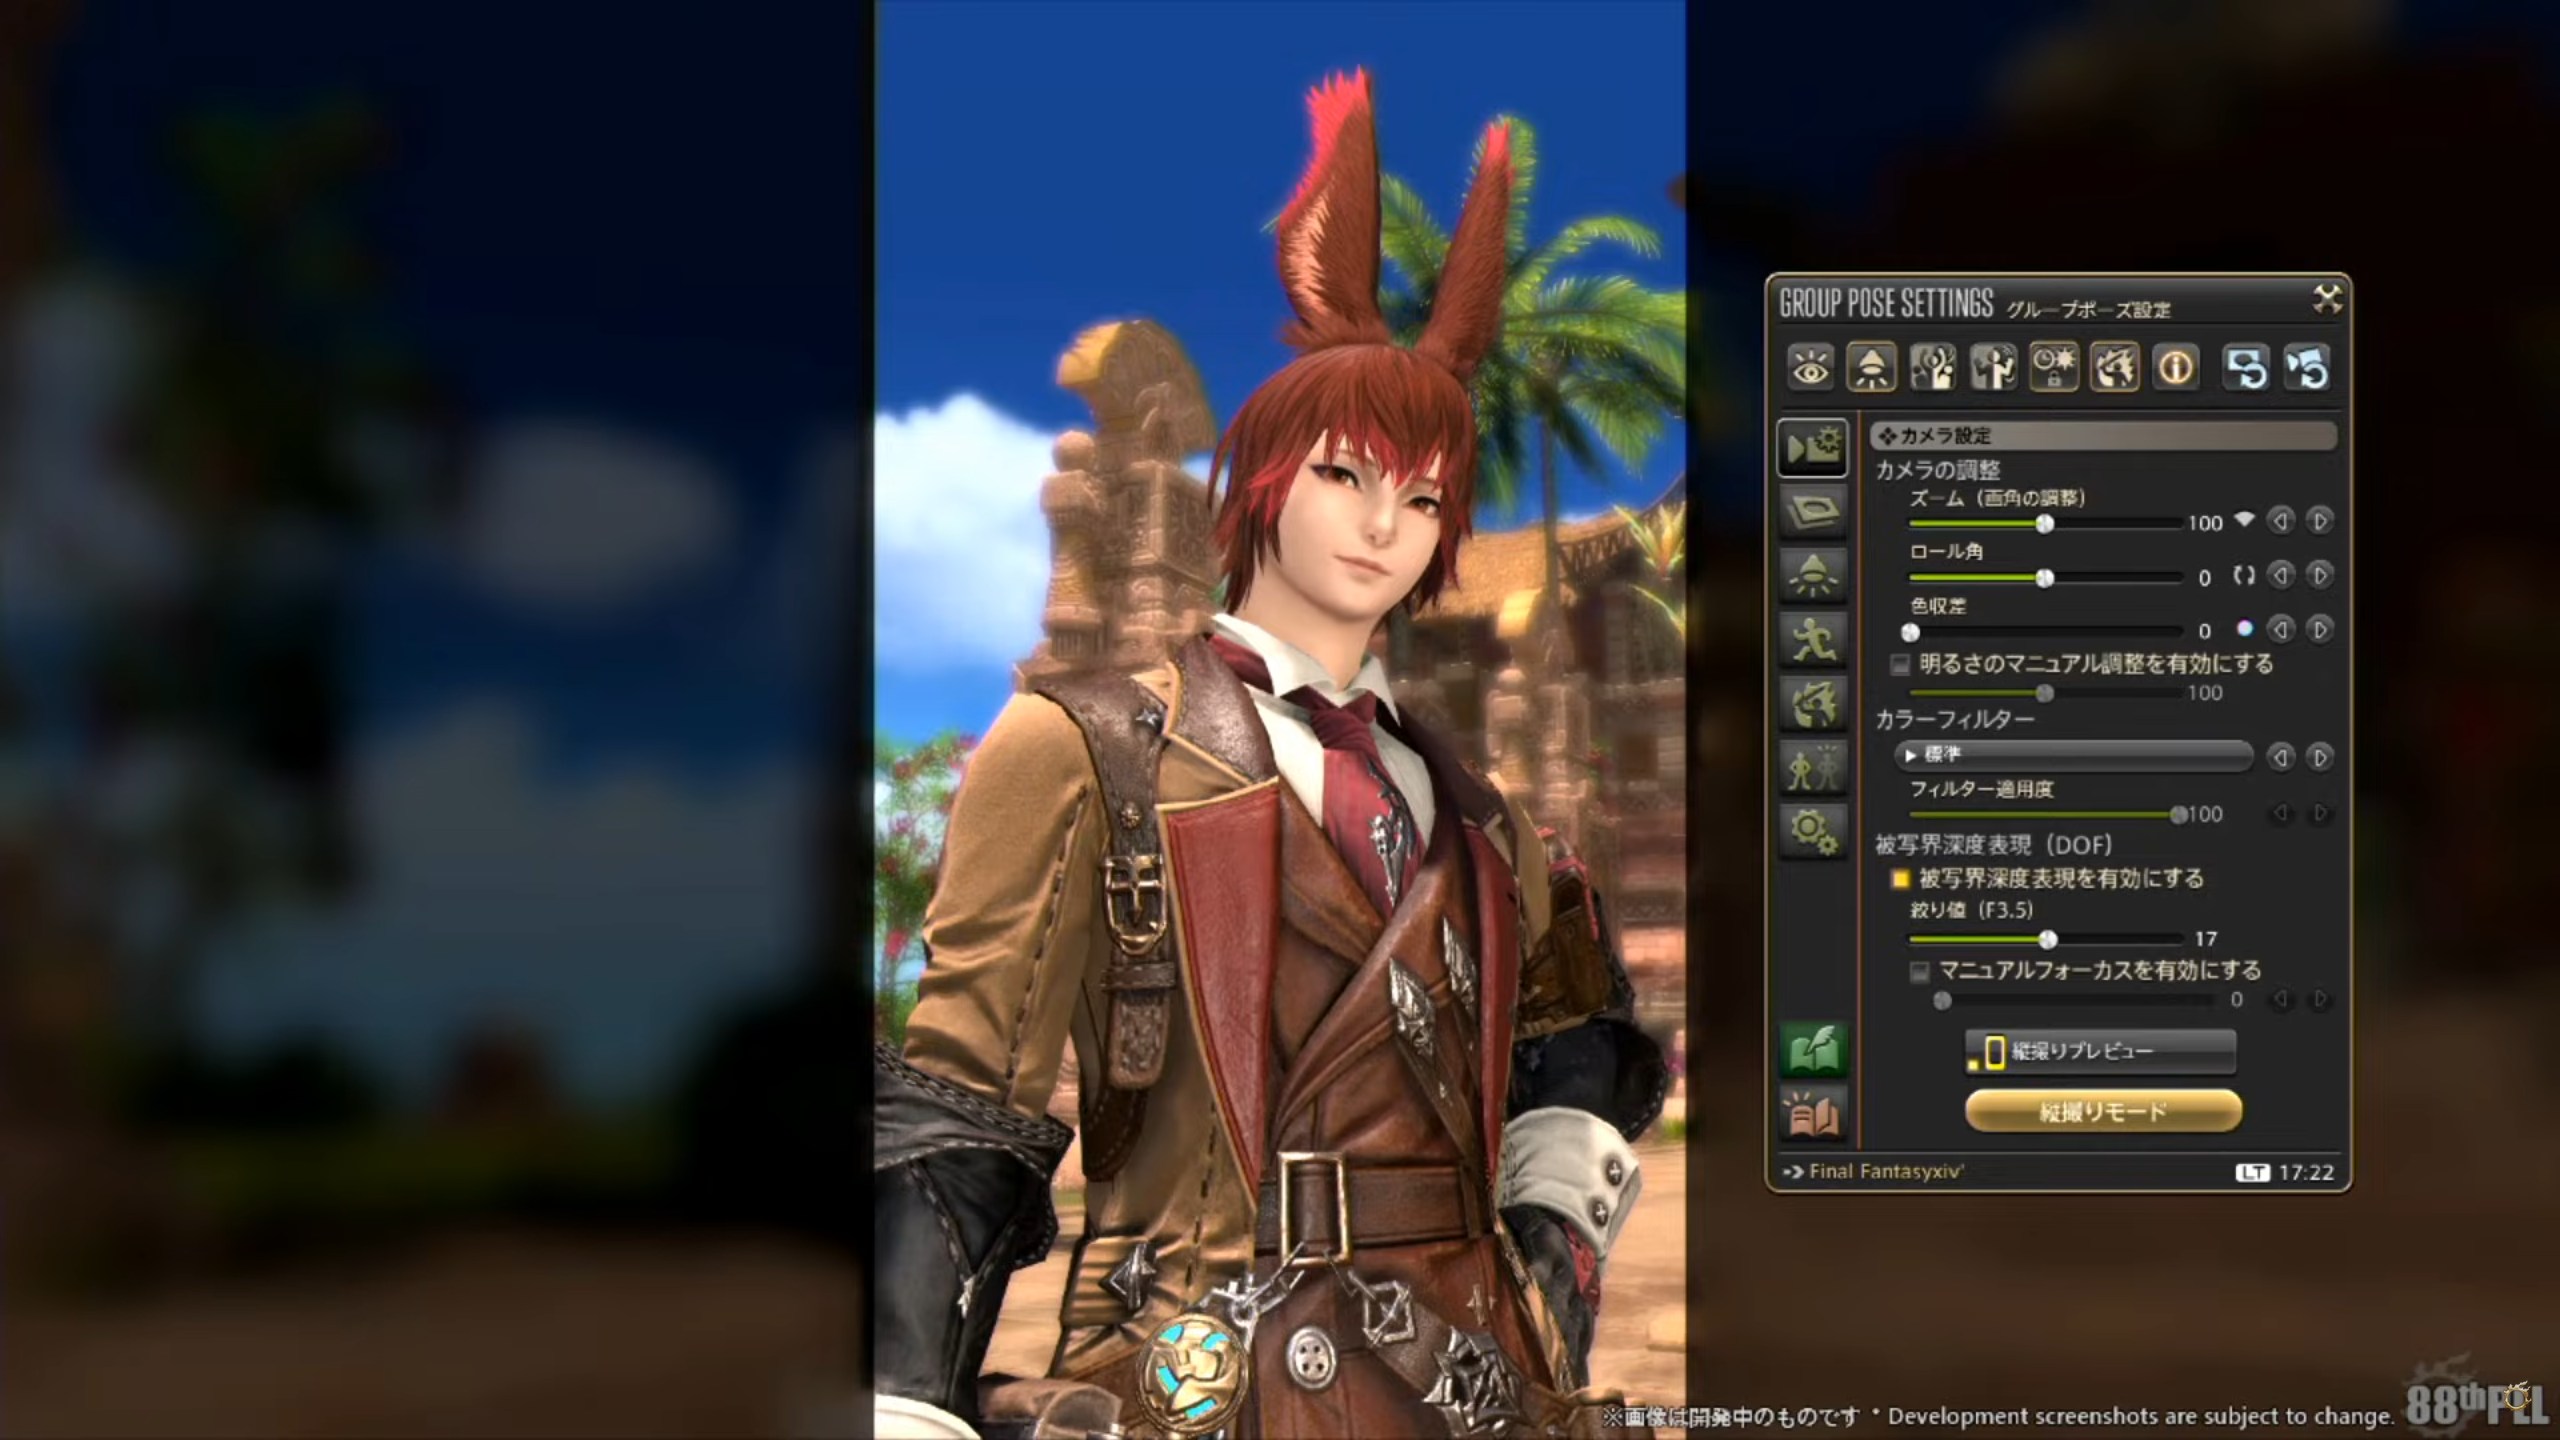 GROUP POSE SETTINGS グループポーズ設定
❖カメラ設定
カメラの調整
ズーム（画角の調整）
100
ロール角
0
色収差
0
明るさのマニュアル調整を有効にする
100
カラーフィルター
▶標準
フィルター適用度
100
被写界深度表現（DOF）
被写界深度表現を有効にする
絞り値（F3.5）
17
マニュアルフォーカスを有効にする
0
縦撮りプレビュー
縦撮りモード
Final Fantasyxiv'
LT 17:22
※画像は開発中のものです * Development screenshots are subject to change.
88thPLL